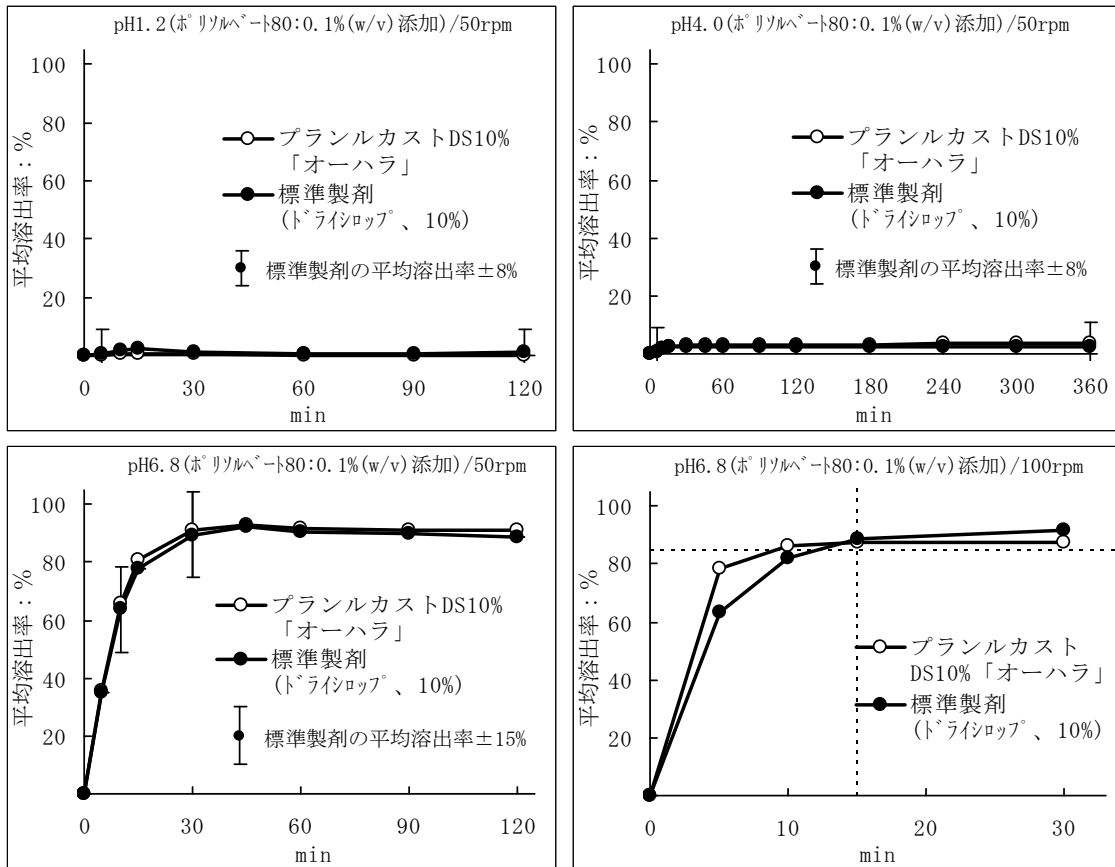 pH1.2(ﾎﾟﾘｿﾙﾍﾞｰﾄ80:0.1%(w/v)添加)/50rpm
平均溶出率:%
100
80
60
40
20
プランルカストDS10%
「オーハラ」
標準製剤
(ﾄﾞﾗｲｼﾛｯﾌﾟ、10%)
標準製剤の平均溶出率±8%
0
30
60
90
120
min
pH4.0(ﾎﾟﾘｿﾙﾍﾞｰﾄ80:0.1%(w/v)添加)/50rpm
平均溶出率:%
100
80
60
40
20
プランルカストDS10%
「オーハラ」
標準製剤
(ﾄﾞﾗｲｼﾛｯﾌﾟ、10%)
標準製剤の平均溶出率±8%
0
60
120
180
240
300
360
min
pH6.8(ﾎﾟﾘｿﾙﾍﾞｰﾄ80:0.1%(w/v)添加)/50rpm
平均溶出率:%
100
80
60
40
20
プランルカストDS10%
「オーハラ」
標準製剤
(ﾄﾞﾗｲｼﾛｯﾌﾟ、10%)
標準製剤の平均溶出率±15%
0
30
60
90
120
min
pH6.8(ﾎﾟﾘｿﾙﾍﾞｰﾄ80:0.1%(w/v)添加)/100rpm
平均溶出率:%
100
80
60
40
20
プランルカスト
DS10%「オーハラ」
標準製剤
(ﾄﾞﾗｲｼﾛｯﾌﾟ、10%)
0
10
20
30
min